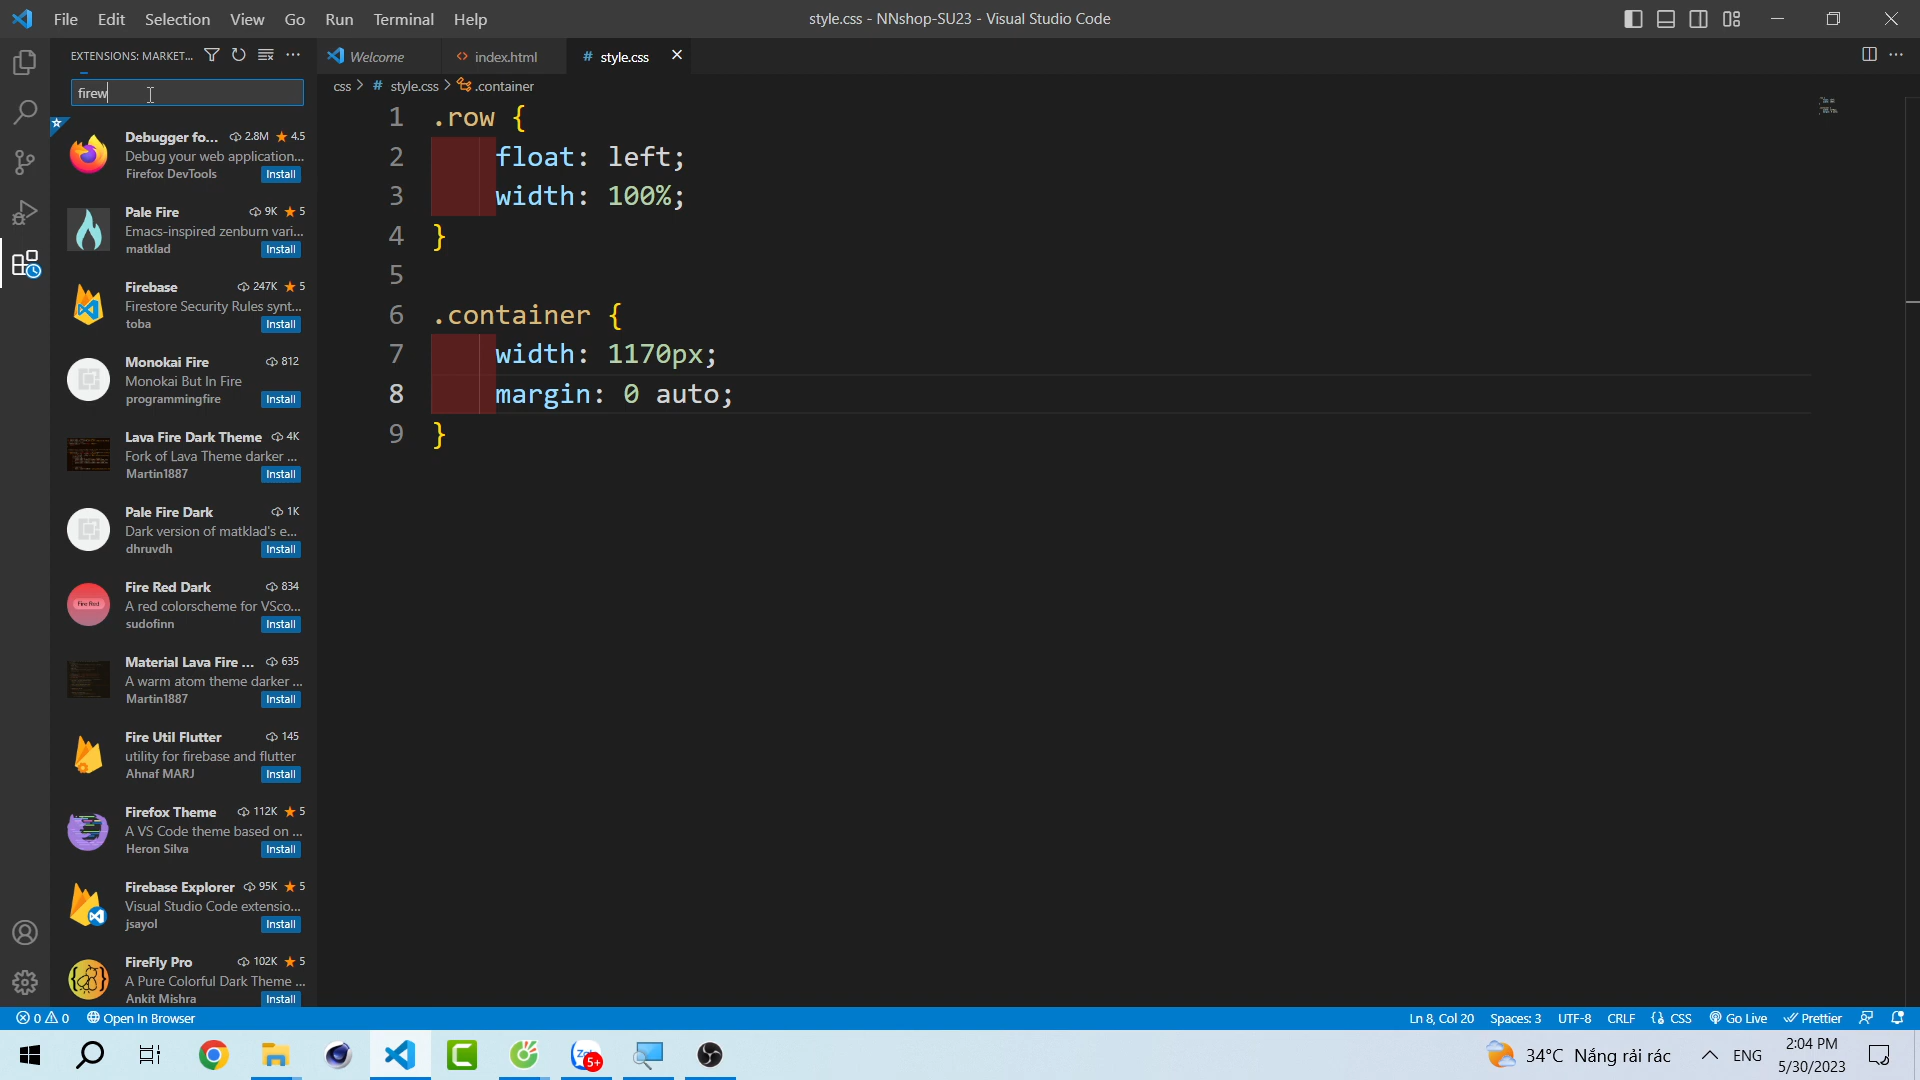 File Edit Selection View Go Run Terminal Help
style.css - NNshop-SU23 - Visual Studio Code
EXTENSIONS: MARKET...
Welcome
index.html
# style.css
css > # style.css > .container
firew
Debugger fo... 2.8M 4.5
Debug your web application...
Firefox DevTools Install
Pale Fire 9K 5
Emacs-inspired zenburn vari...
matklad Install
Firebase 247K 5
Firestore Security Rules synt...
toba Install
Monokai Fire 812
Monokai But In Fire
programmingfire Install
Lava Fire Dark Theme 4K
Fork of Lava Theme darker ...
Martin1887 Install
Pale Fire Dark 1K
Dark version of matklad's e...
dhruvdh Install
Fire Red Dark 834
A red colorscheme for VSco...
sudofinn Install
Fire Red
Material Lava Fire ... 635
A warm atom theme darker ...
Martin1887 Install
Fire Util Flutter 145
utility for firebase and flutter
Ahnaf MARJ Install
Firefox Theme 112K 5
A VS Code theme based on ...
Heron Silva Install
Firebase Explorer 95K 5
Visual Studio Code extensio...
jsayol Install
FireFly Pro 102K 5
A Pure Colorful Dark Theme ...
Ankit Mishra Install
1 .row {
2 float: left;
3 width: 100%;
4 }
5
6 .container {
7 width: 1170px;
8 margin: 0 auto;
9 }
0 0 Open In Browser
Ln 8, Col 20 Spaces: 3 UTF-8 CRLF CSS Go Live Prettier
5+
34°C Nắng rải rác ENG
2:04 PM
5/30/2023